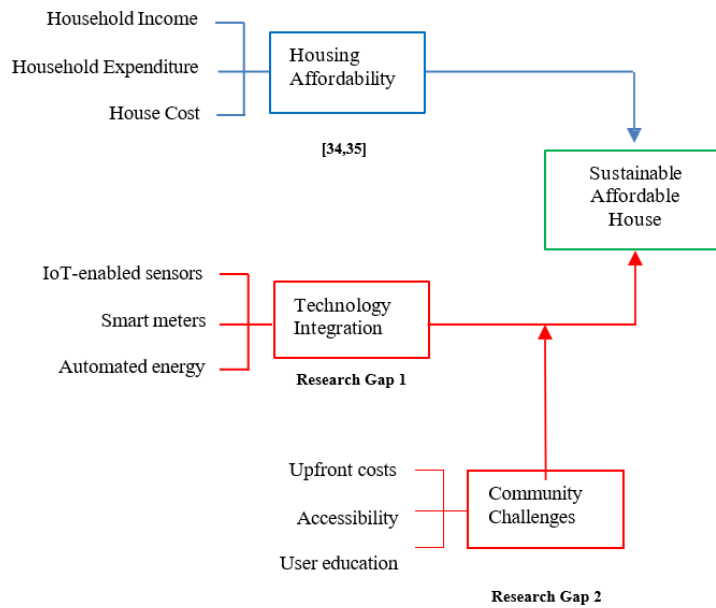 Household Income
Household Expenditure
House Cost
Housing
Affordability
[34,35]
Sustainable
Affordable
House
IoT-enabled sensors
Smart meters
Automated energy
Technology
Integration
Research Gap 1
Upfront costs
Accessibility
User education
Community
Challenges
Research Gap 2